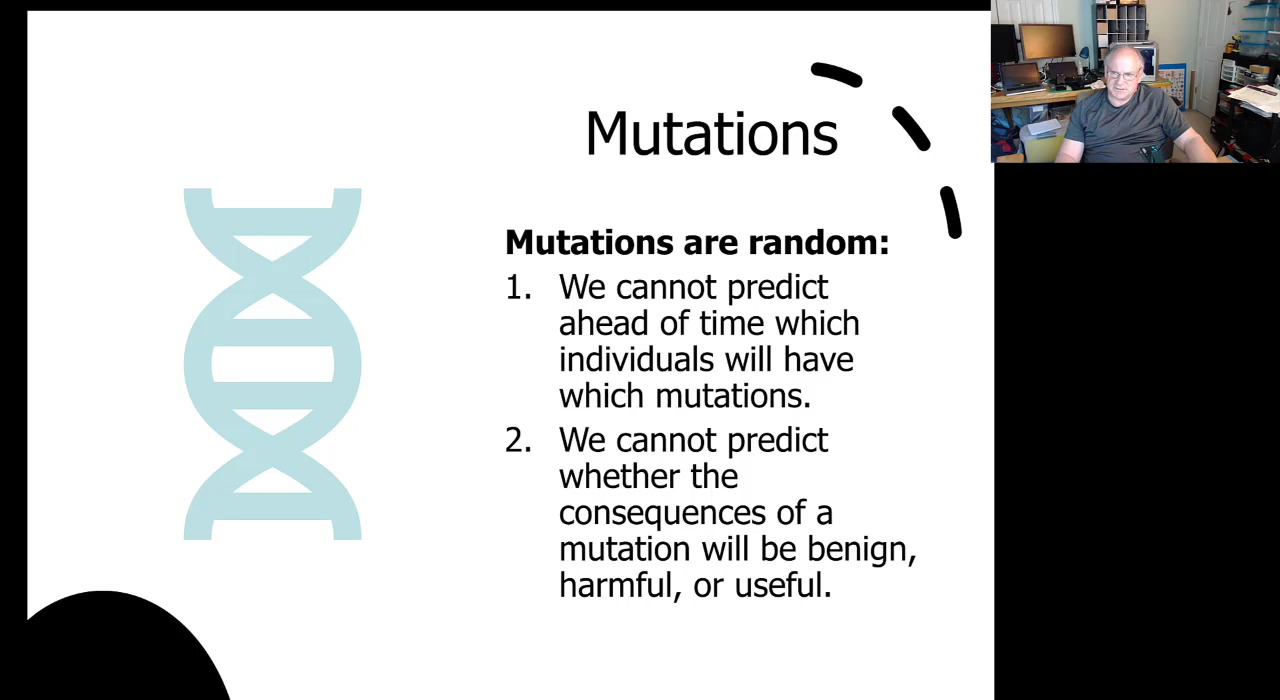 Mutations
Mutations are random:
1. We cannot predict
ahead of time which
individuals will have
which mutations.
2. We cannot predict
whether the
consequences of a
mutation will be benign,
harmful, or useful.